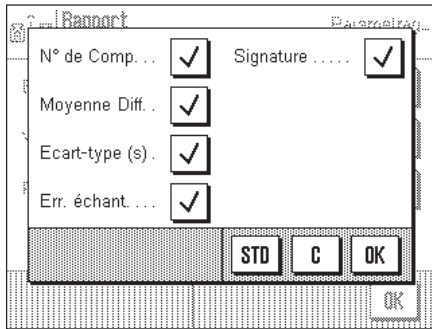 Rapport
N° de Comp. . .
Signature . . . . .
Moyenne Diff. .
Ecart-type (s) .
Err. échant. . . .
STD
C
OK
OK